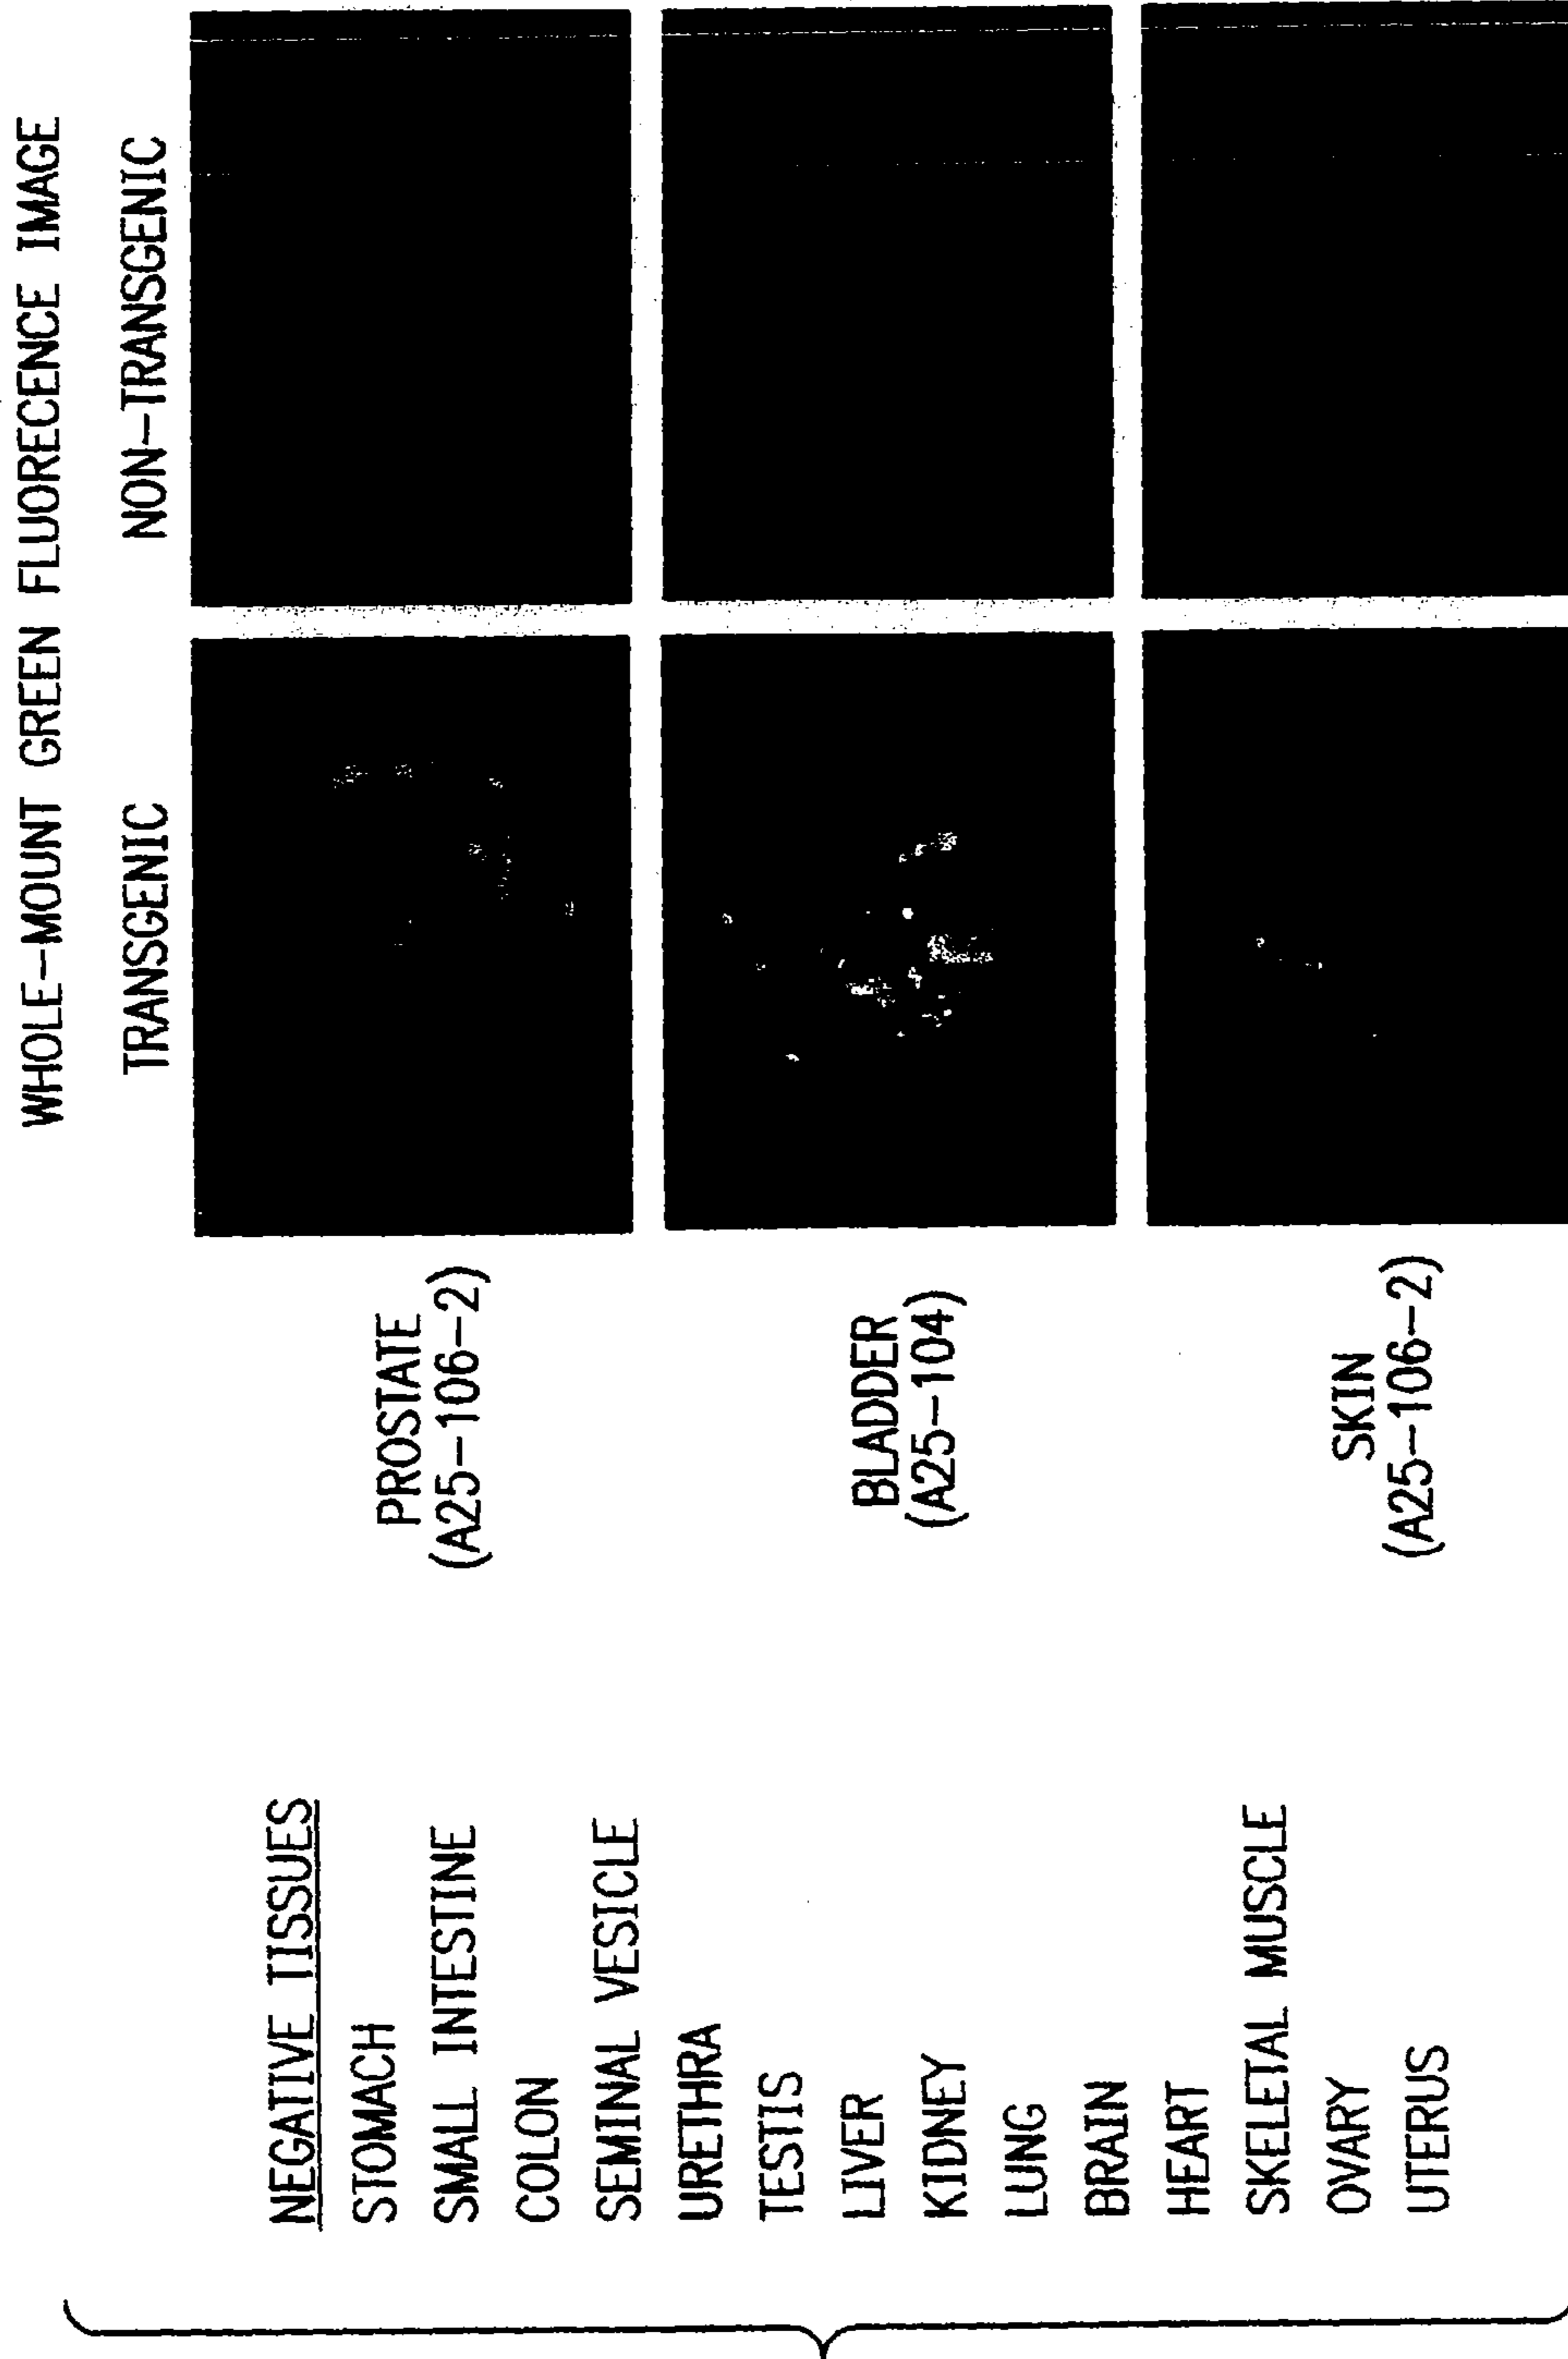 WHOLE-MOUNT GREEN FLUORECENCE IMAGE
TRANSGENIC NON-TRANSGENIC
NEGATIVE TISSUES
STOMACH
SMALL INTESTINE
COLON
SEMINAL VESICLE
URETHRA
TESTIS
LIVER
KIDNEY
LUNG
BRAIN
HEART
SKELETAL MUSCLE
OVARY
UTERUS
PROSTATE
(A25-106-2)
BLADDER
(A25-104)
SKIN
(A25-106-2)